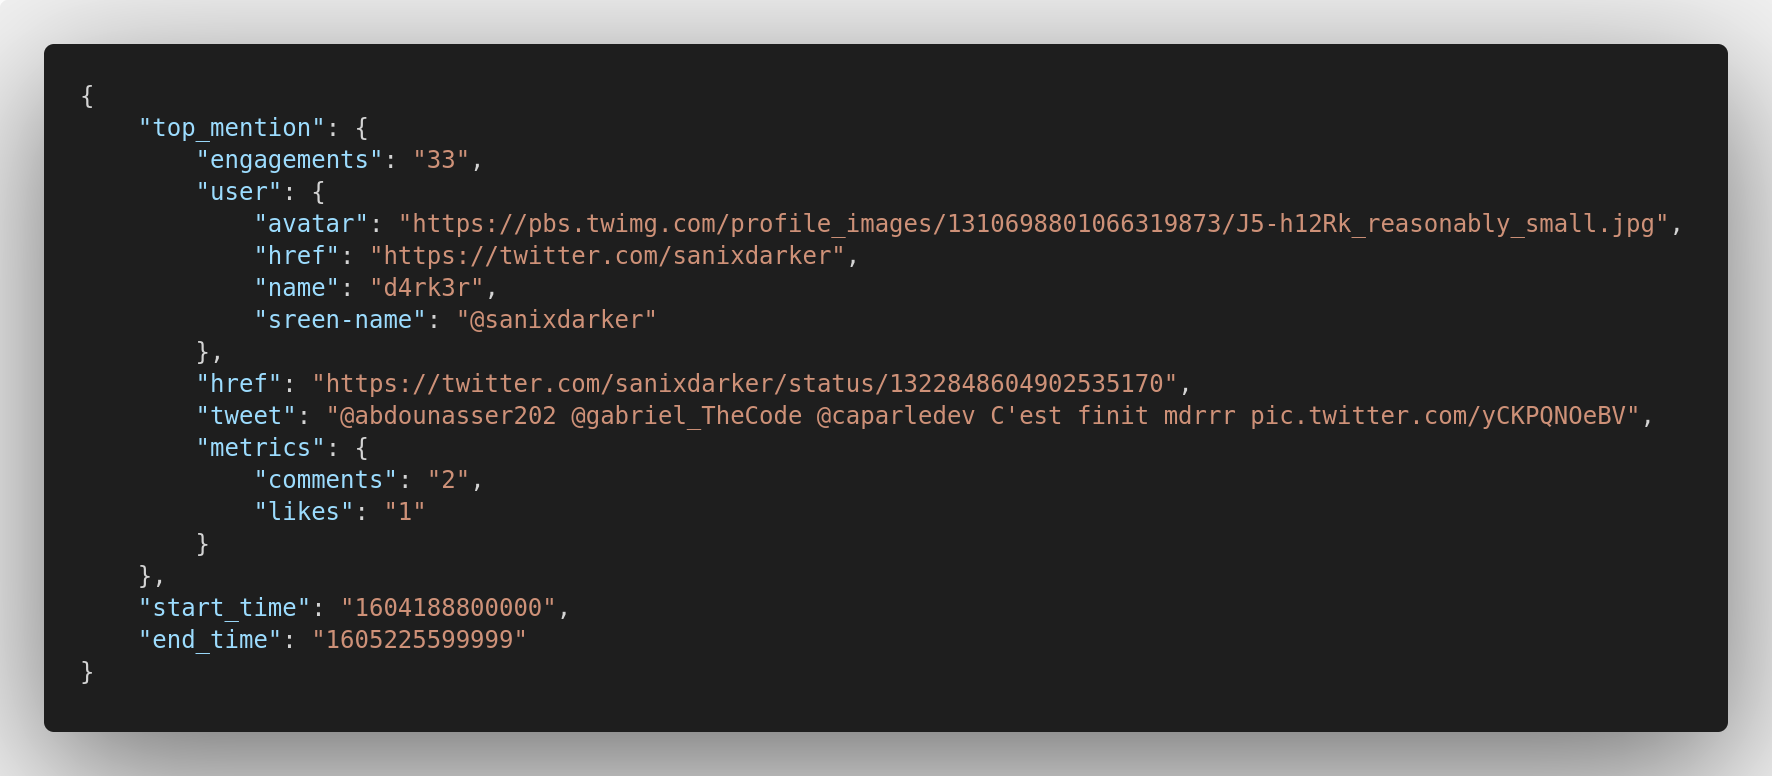 {
    "top_mention": {
        "engagements": "33",
        "user": {
            "avatar": "https://pbs.twimg.com/profile_images/1310698801066319873/J5-h12Rk_reasonably_small.jpg",
            "href": "https://twitter.com/sanixdarker",
            "name": "d4rk3r",
            "sreen-name": "@sanixdarker"
        },
        "href": "https://twitter.com/sanixdarker/status/1322848604902535170",
        "tweet": "@abdounasser202 @gabriel_TheCode @caparledev C'est finit mdrrr pic.twitter.com/yCKPQNOeBV",
        "metrics": {
            "comments": "2",
            "likes": "1"
        }
    },
    "start_time": "1604188800000",
    "end_time": "1605225599999"
}